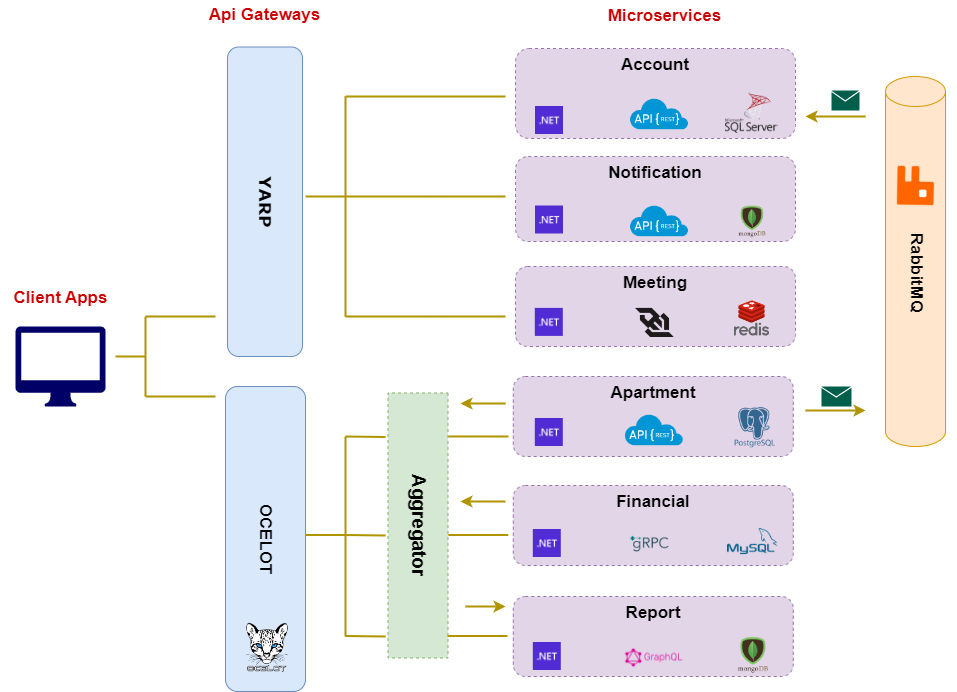 Api Gateways
Microservices
Client Apps
YARP
OCELOT
OCELOT
Aggregator
Account
.NET
API {REST}
Microsoft
SQL Server
Notification
.NET
API {REST}
mongoDB
Meeting
.NET
redis
Apartment
.NET
API {REST}
PostgreSQL
Financial
.NET
gRPC
MySQL
Report
.NET
GraphQL
mongoDB
RabbitMQ